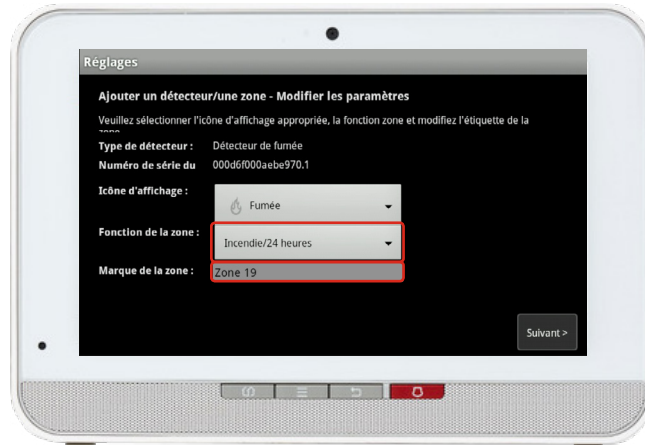 Réglages
Ajouter un détecteur/une zone - Modifier les paramètres
Veuillez sélectionner l'icône d'affichage appropriée, la fonction zone et modifiez l'étiquette de la
zone
Type de détecteur : Détecteur de fumée
Numéro de série du 000d6f000aebe970.1
Icône d'affichage : Fumée
Fonction de la zone : Incendie/24 heures
Marque de la zone : Zone 19
Suivant >